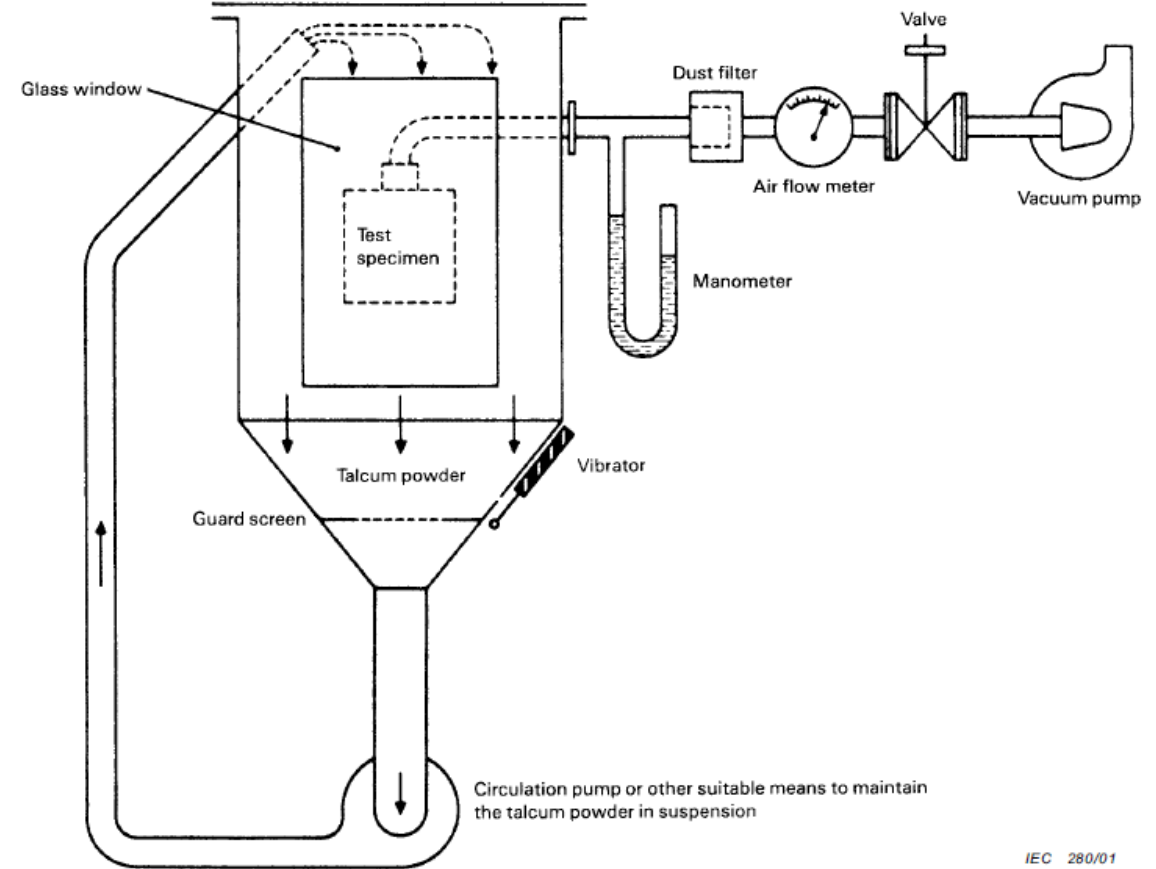 Valve
Dust filter
Glass window
Air flow meter
Vacuum pump
Test
specimen
Manometer
Vibrator
Talcum powder
Guard screen
Circulation pump or other suitable means to maintain
the talcum powder in suspension
IEC 280/01